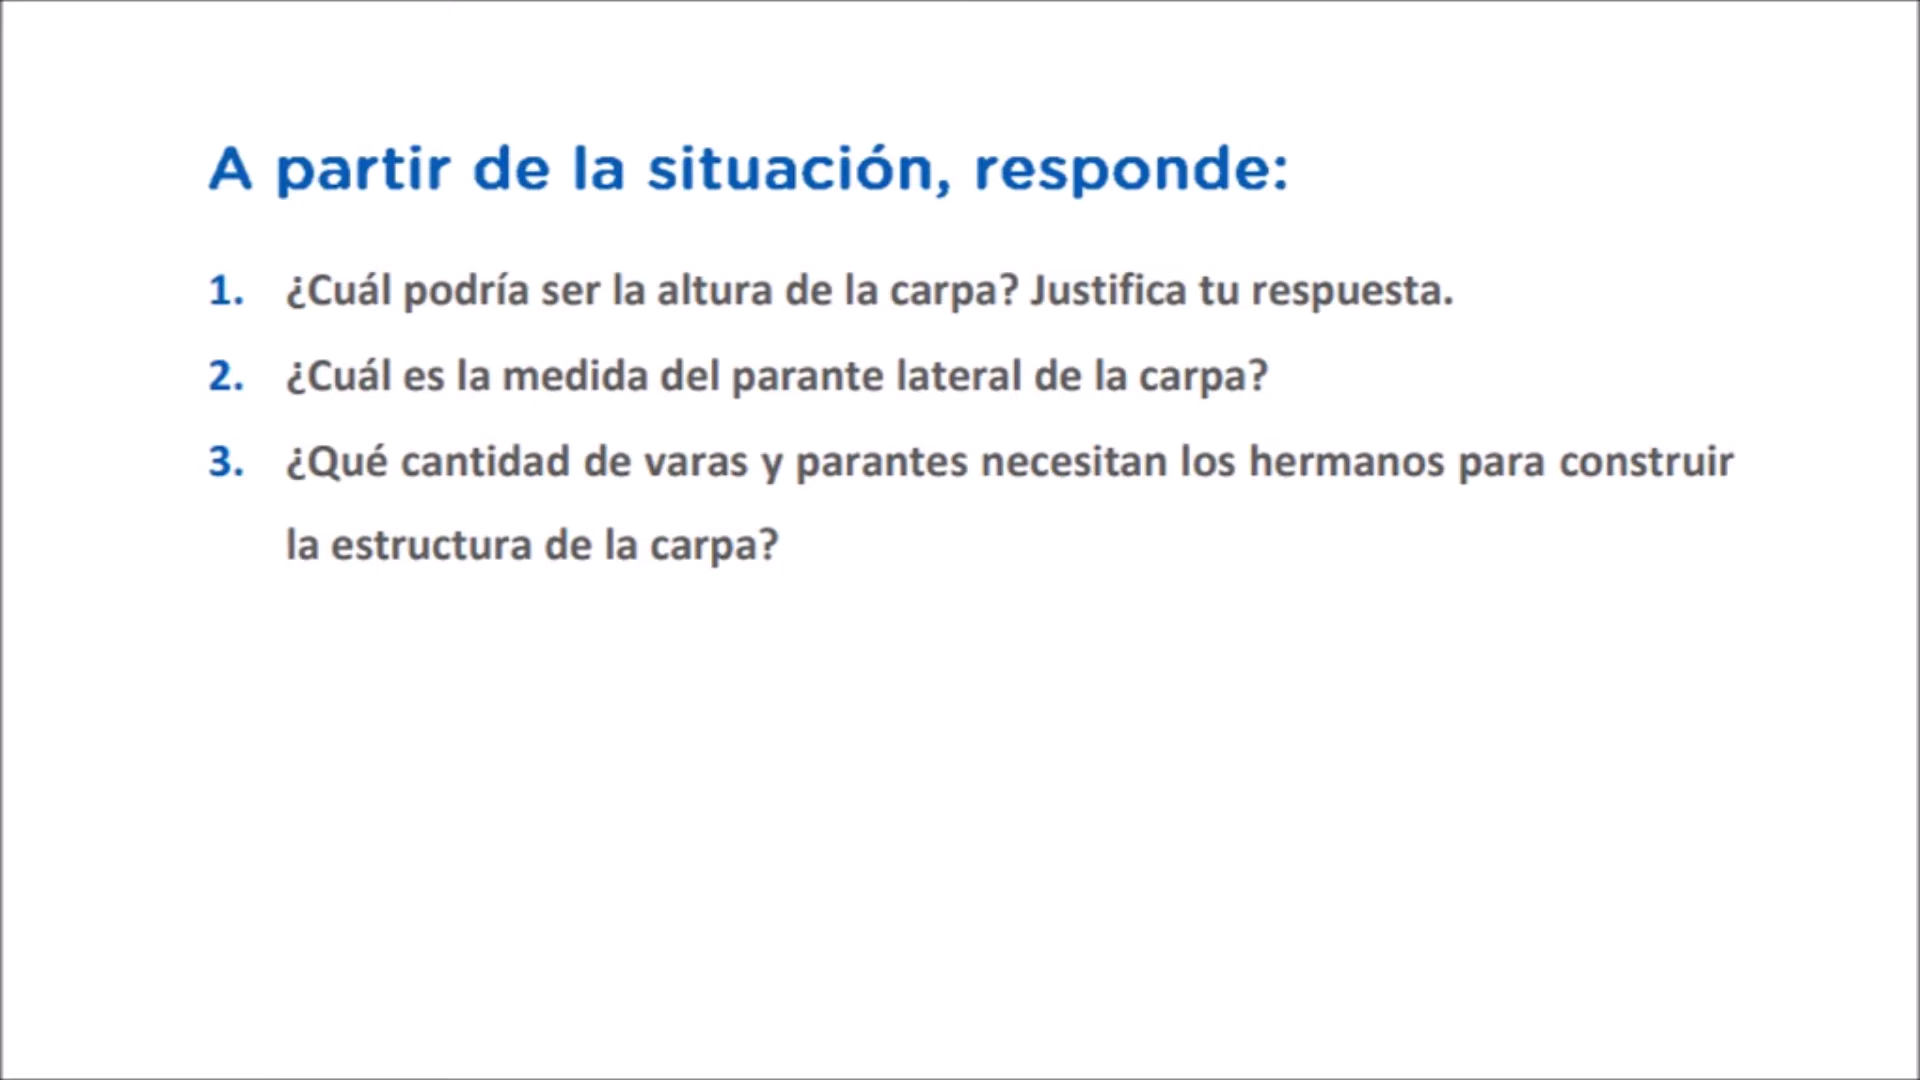 A partir de la situación, responde:
1. ¿Cuál podría ser la altura de la carpa? Justifica tu respuesta.
2. ¿Cuál es la medida del parante lateral de la carpa?
3. ¿Qué cantidad de varas y parantes necesitan los hermanos para construir
la estructura de la carpa?